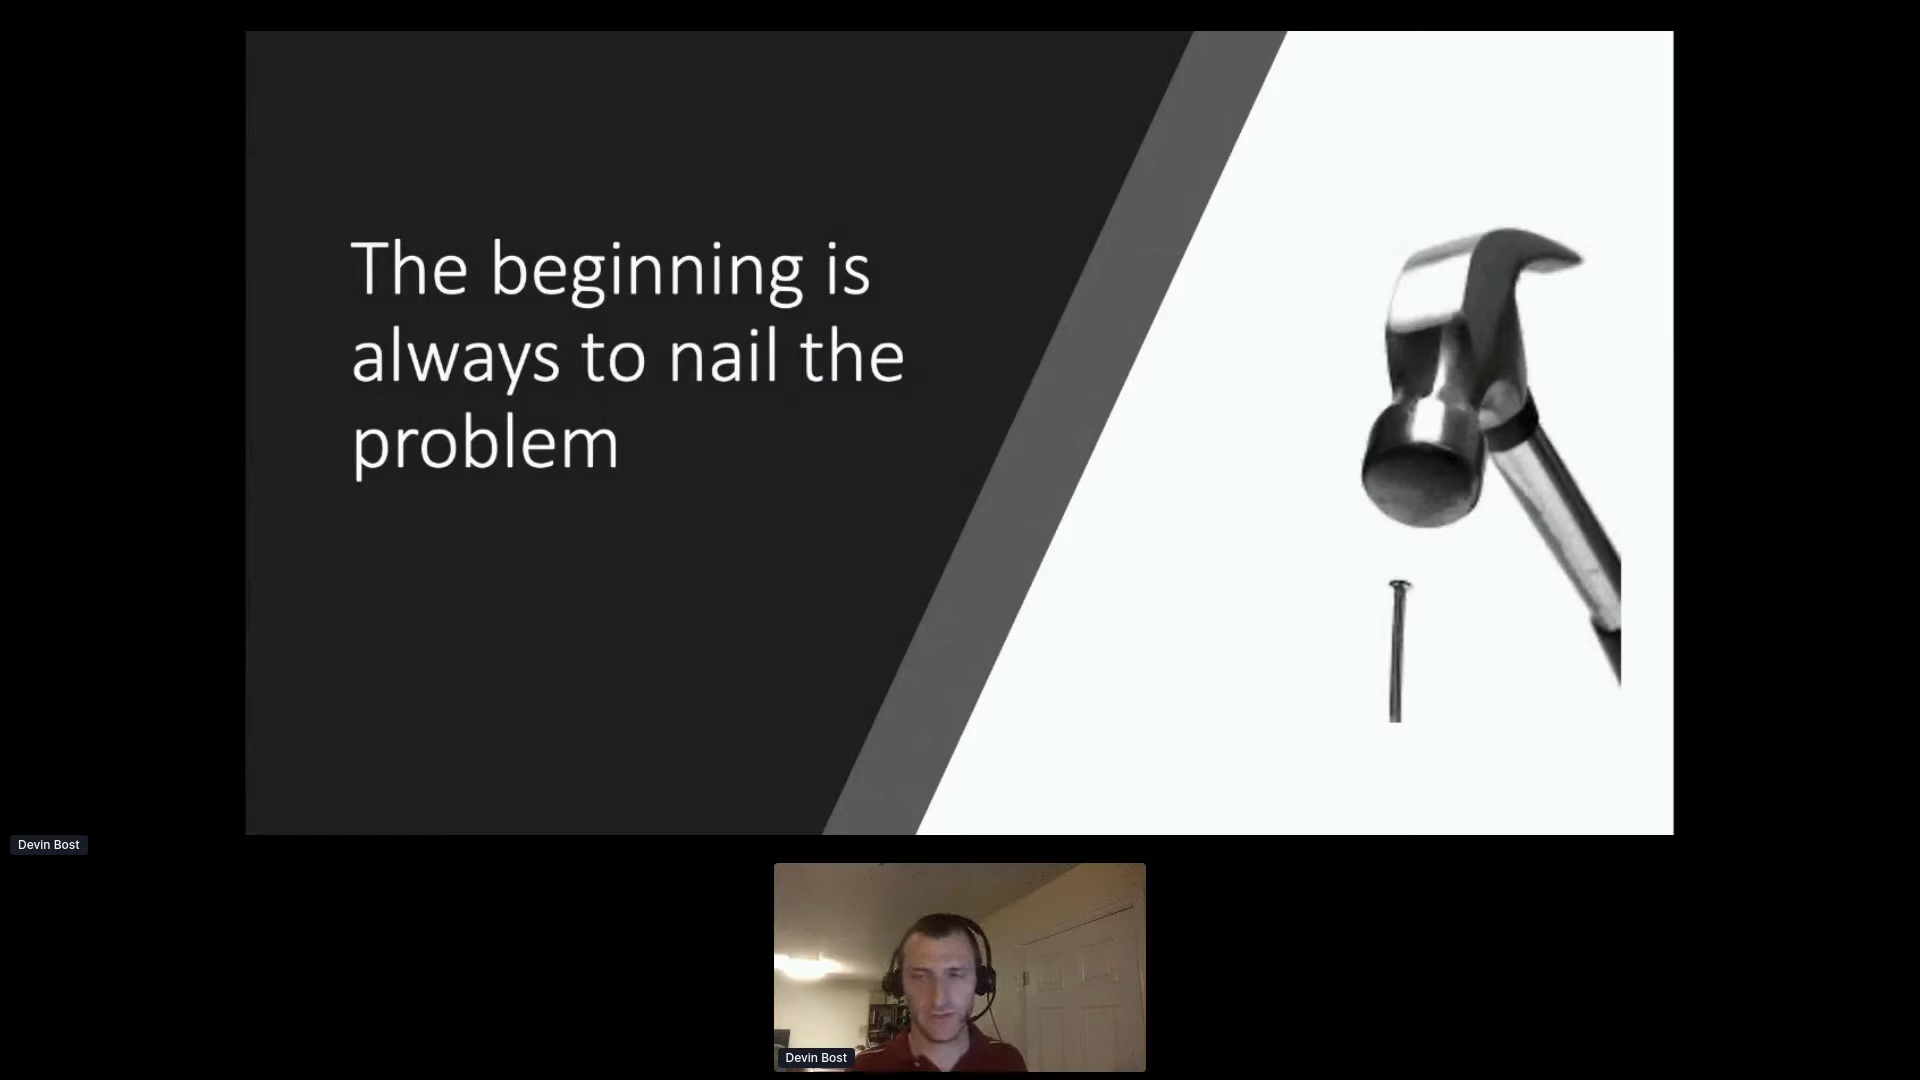 The beginning is
always to nail the
problem
Devin Bost
Devin Bost